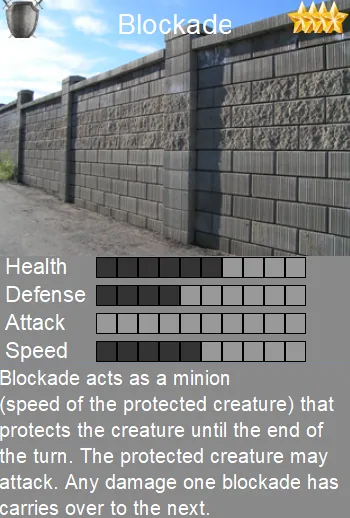 Blockade
Health
Defense
Attack
Speed
Blockade acts as a minion
(speed of the protected creature) that
protects the creature until the end of
the turn. The protected creature may
attack. Any damage one blockade has
carries over to the next.